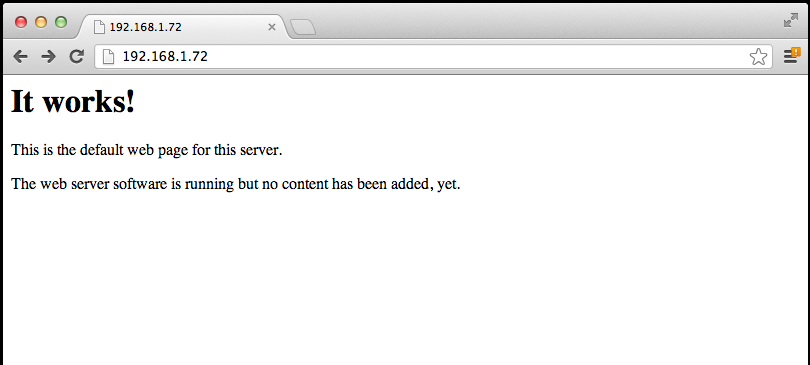 192.168.1.72
192.168.1.72
It works!
This is the default web page for this server.
The web server software is running but no content has been added, yet.